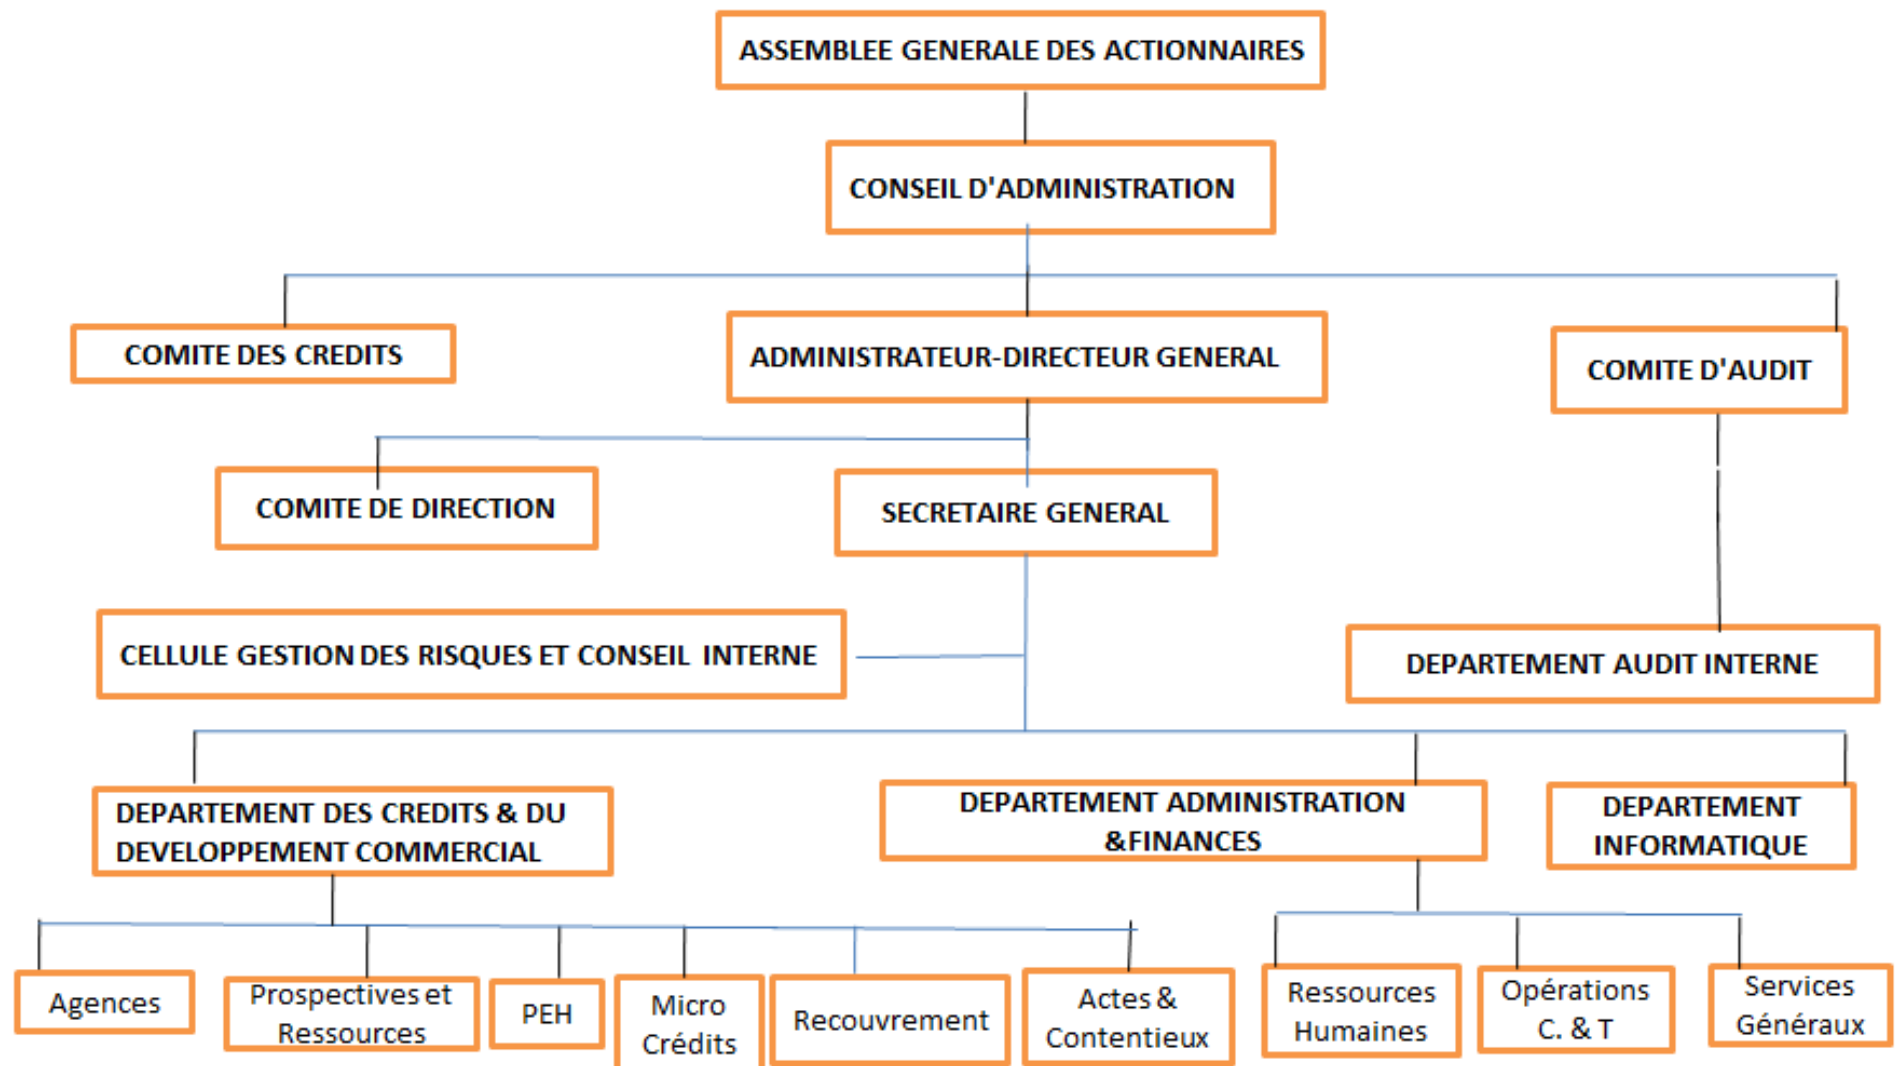 ASSEMBLEE GENERALE DES ACTIONNAIRES
CONSEIL D'ADMINISTRATION
COMITE DES CREDITS
ADMINISTRATEUR-DIRECTEUR GENERAL
COMITE D'AUDIT
COMITE DE DIRECTION
SECRETAIRE GENERAL
CELLULE GESTION DES RISQUES ET CONSEIL INTERNE
DEPARTEMENT AUDIT INTERNE
DEPARTEMENT DES CREDITS & DU
DEVELOPPEMENT COMMERCIAL
DEPARTEMENT ADMINISTRATION
&FINANCES
DEPARTEMENT
INFORMATIQUE
Agences
Prospectives et
Ressources
PEH
Micro
Crédits
Recouvrement
Actes &
Contentieux
Ressources
Humaines
Opérations
C. & T
Services
Généraux